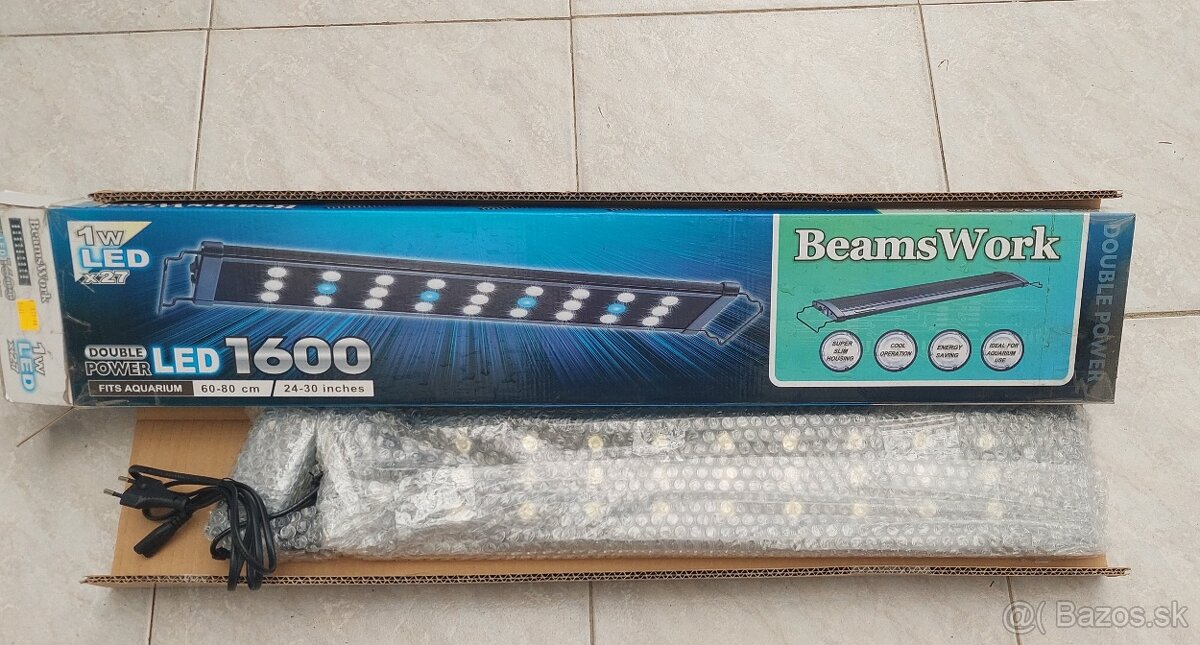 1W
LED
X27
BeamsWork
SUPER
SLIM
HOUSING
COOL
OPERATION
ENERGY
SAVING
IDEAL FOR
AQUARIUM
USE
DOUBLE POWER
DOUBLE
POWER
LED 1600
FITS AQUARIUM
60-80 cm
24-30 inches
BeamsWork
LED
1W
LED
X27
@( Bazos.sk